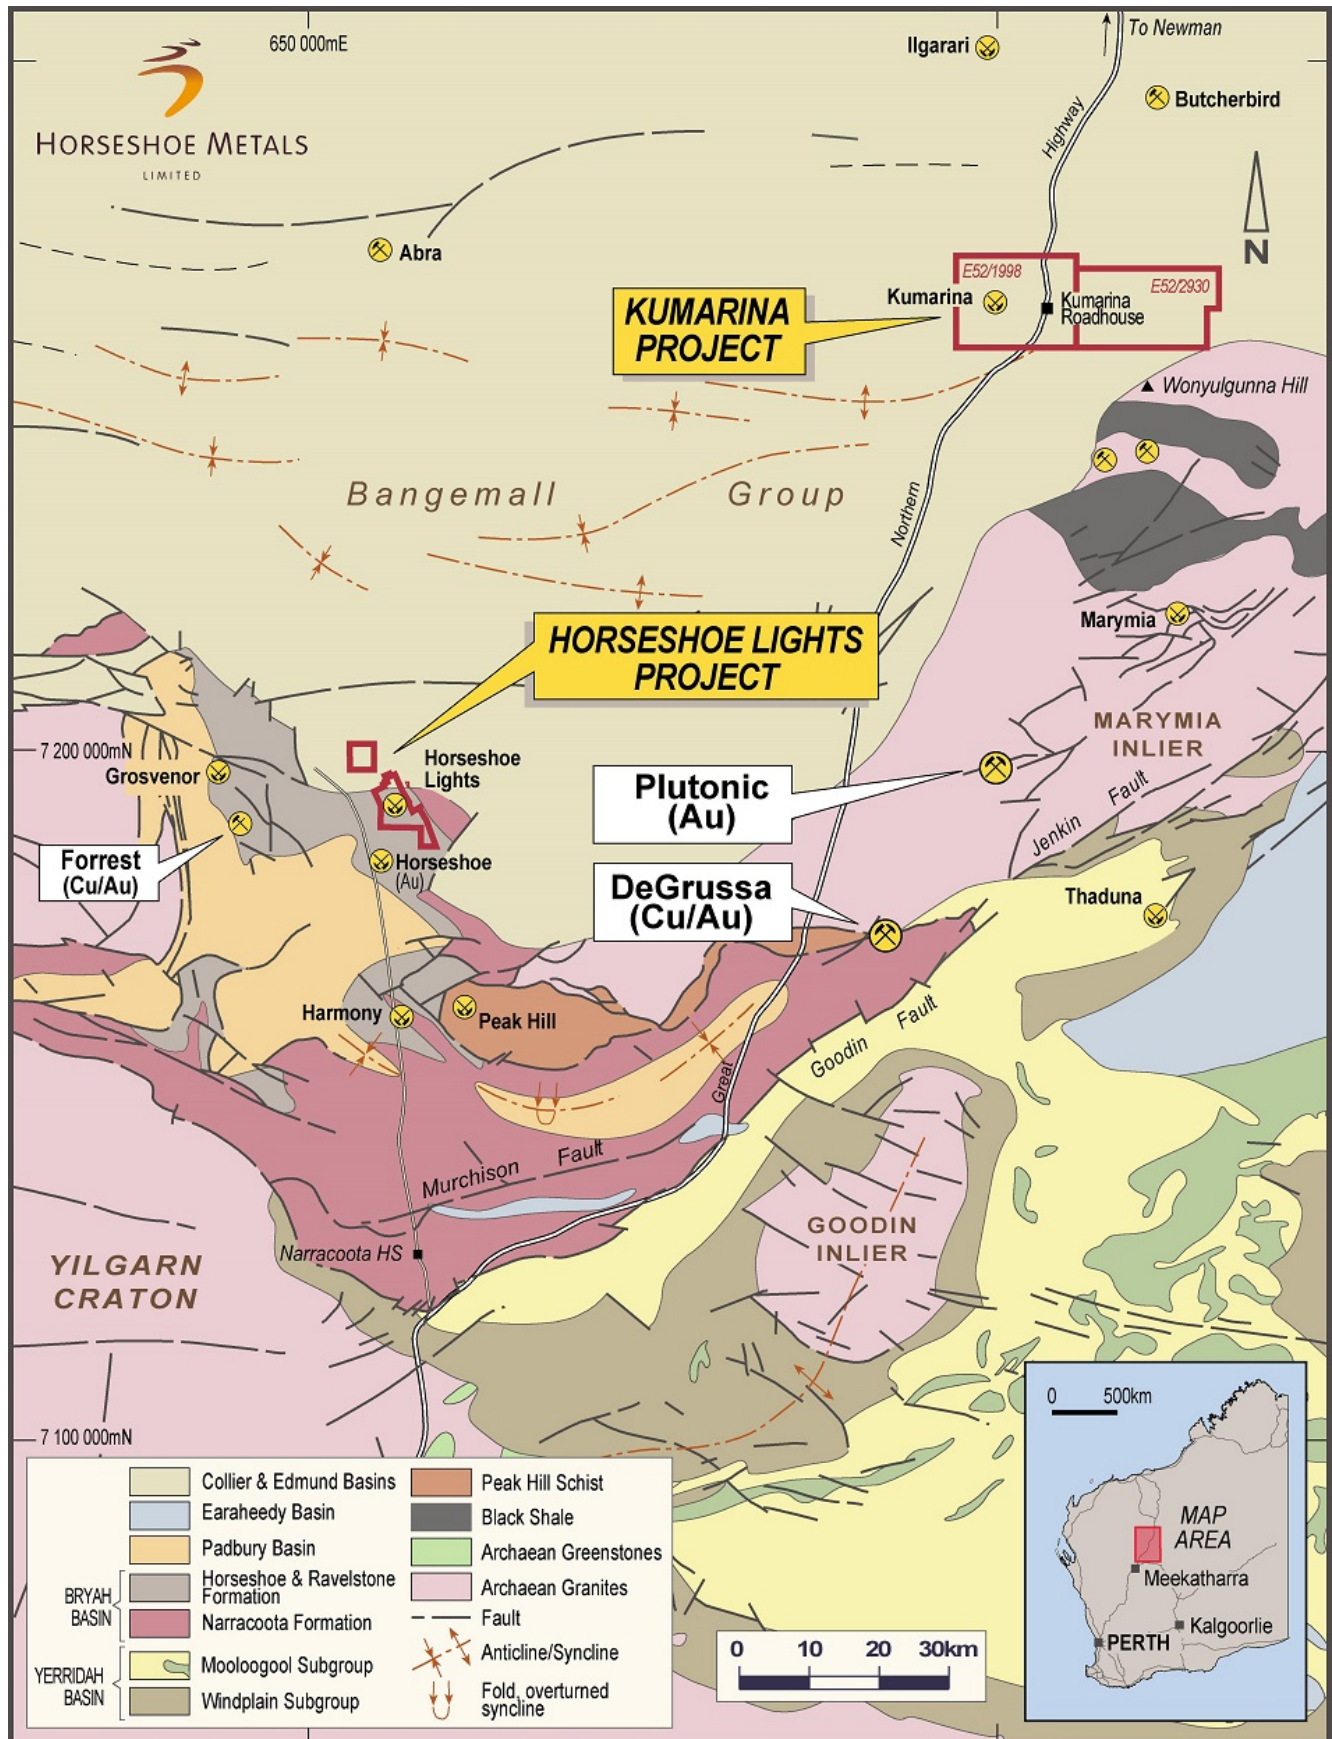 650 000mE
To Newman
Ilgarari
Butcherbird
HORSESHOE METALS
LIMITED
Highway
N
Abra
E52/1998
E52/2930
Kumarina
Kumarina
Roadhouse
KUMARINA
PROJECT
Wonyulgunna Hill
Bangemall Group
Northern
HORSESHOE LIGHTS
PROJECT
Marymia
MARYMIA
INLIER
7 200 000mN
Grosvenor
Horseshoe
Lights
Plutonic
(Au)
Jenkin Fault
Forrest
(Cu/Au)
Horseshoe
(Au)
DeGrussa
(Cu/Au)
Thaduna
Harmony
Peak Hill
Goodin Fault
Great
Murchison Fault
Narracoota HS
GOODIN
INLIER
YILGARN
CRATON
7 100 000mN
0 500km
MAP
AREA
Meekatharra
Kalgoorlie
PERTH
Collier & Edmund Basins
Earaheedy Basin
Padbury Basin
BRYAH
BASIN
Horseshoe & Ravelstone
Formation
Narracoota Formation
YERRIDAH
BASIN
Mooloogool Subgroup
Windplain Subgroup
Peak Hill Schist
Black Shale
Archaean Greenstones
Archaean Granites
Fault
Anticline/Syncline
Fold, overturned
syncline
0 10 20 30km